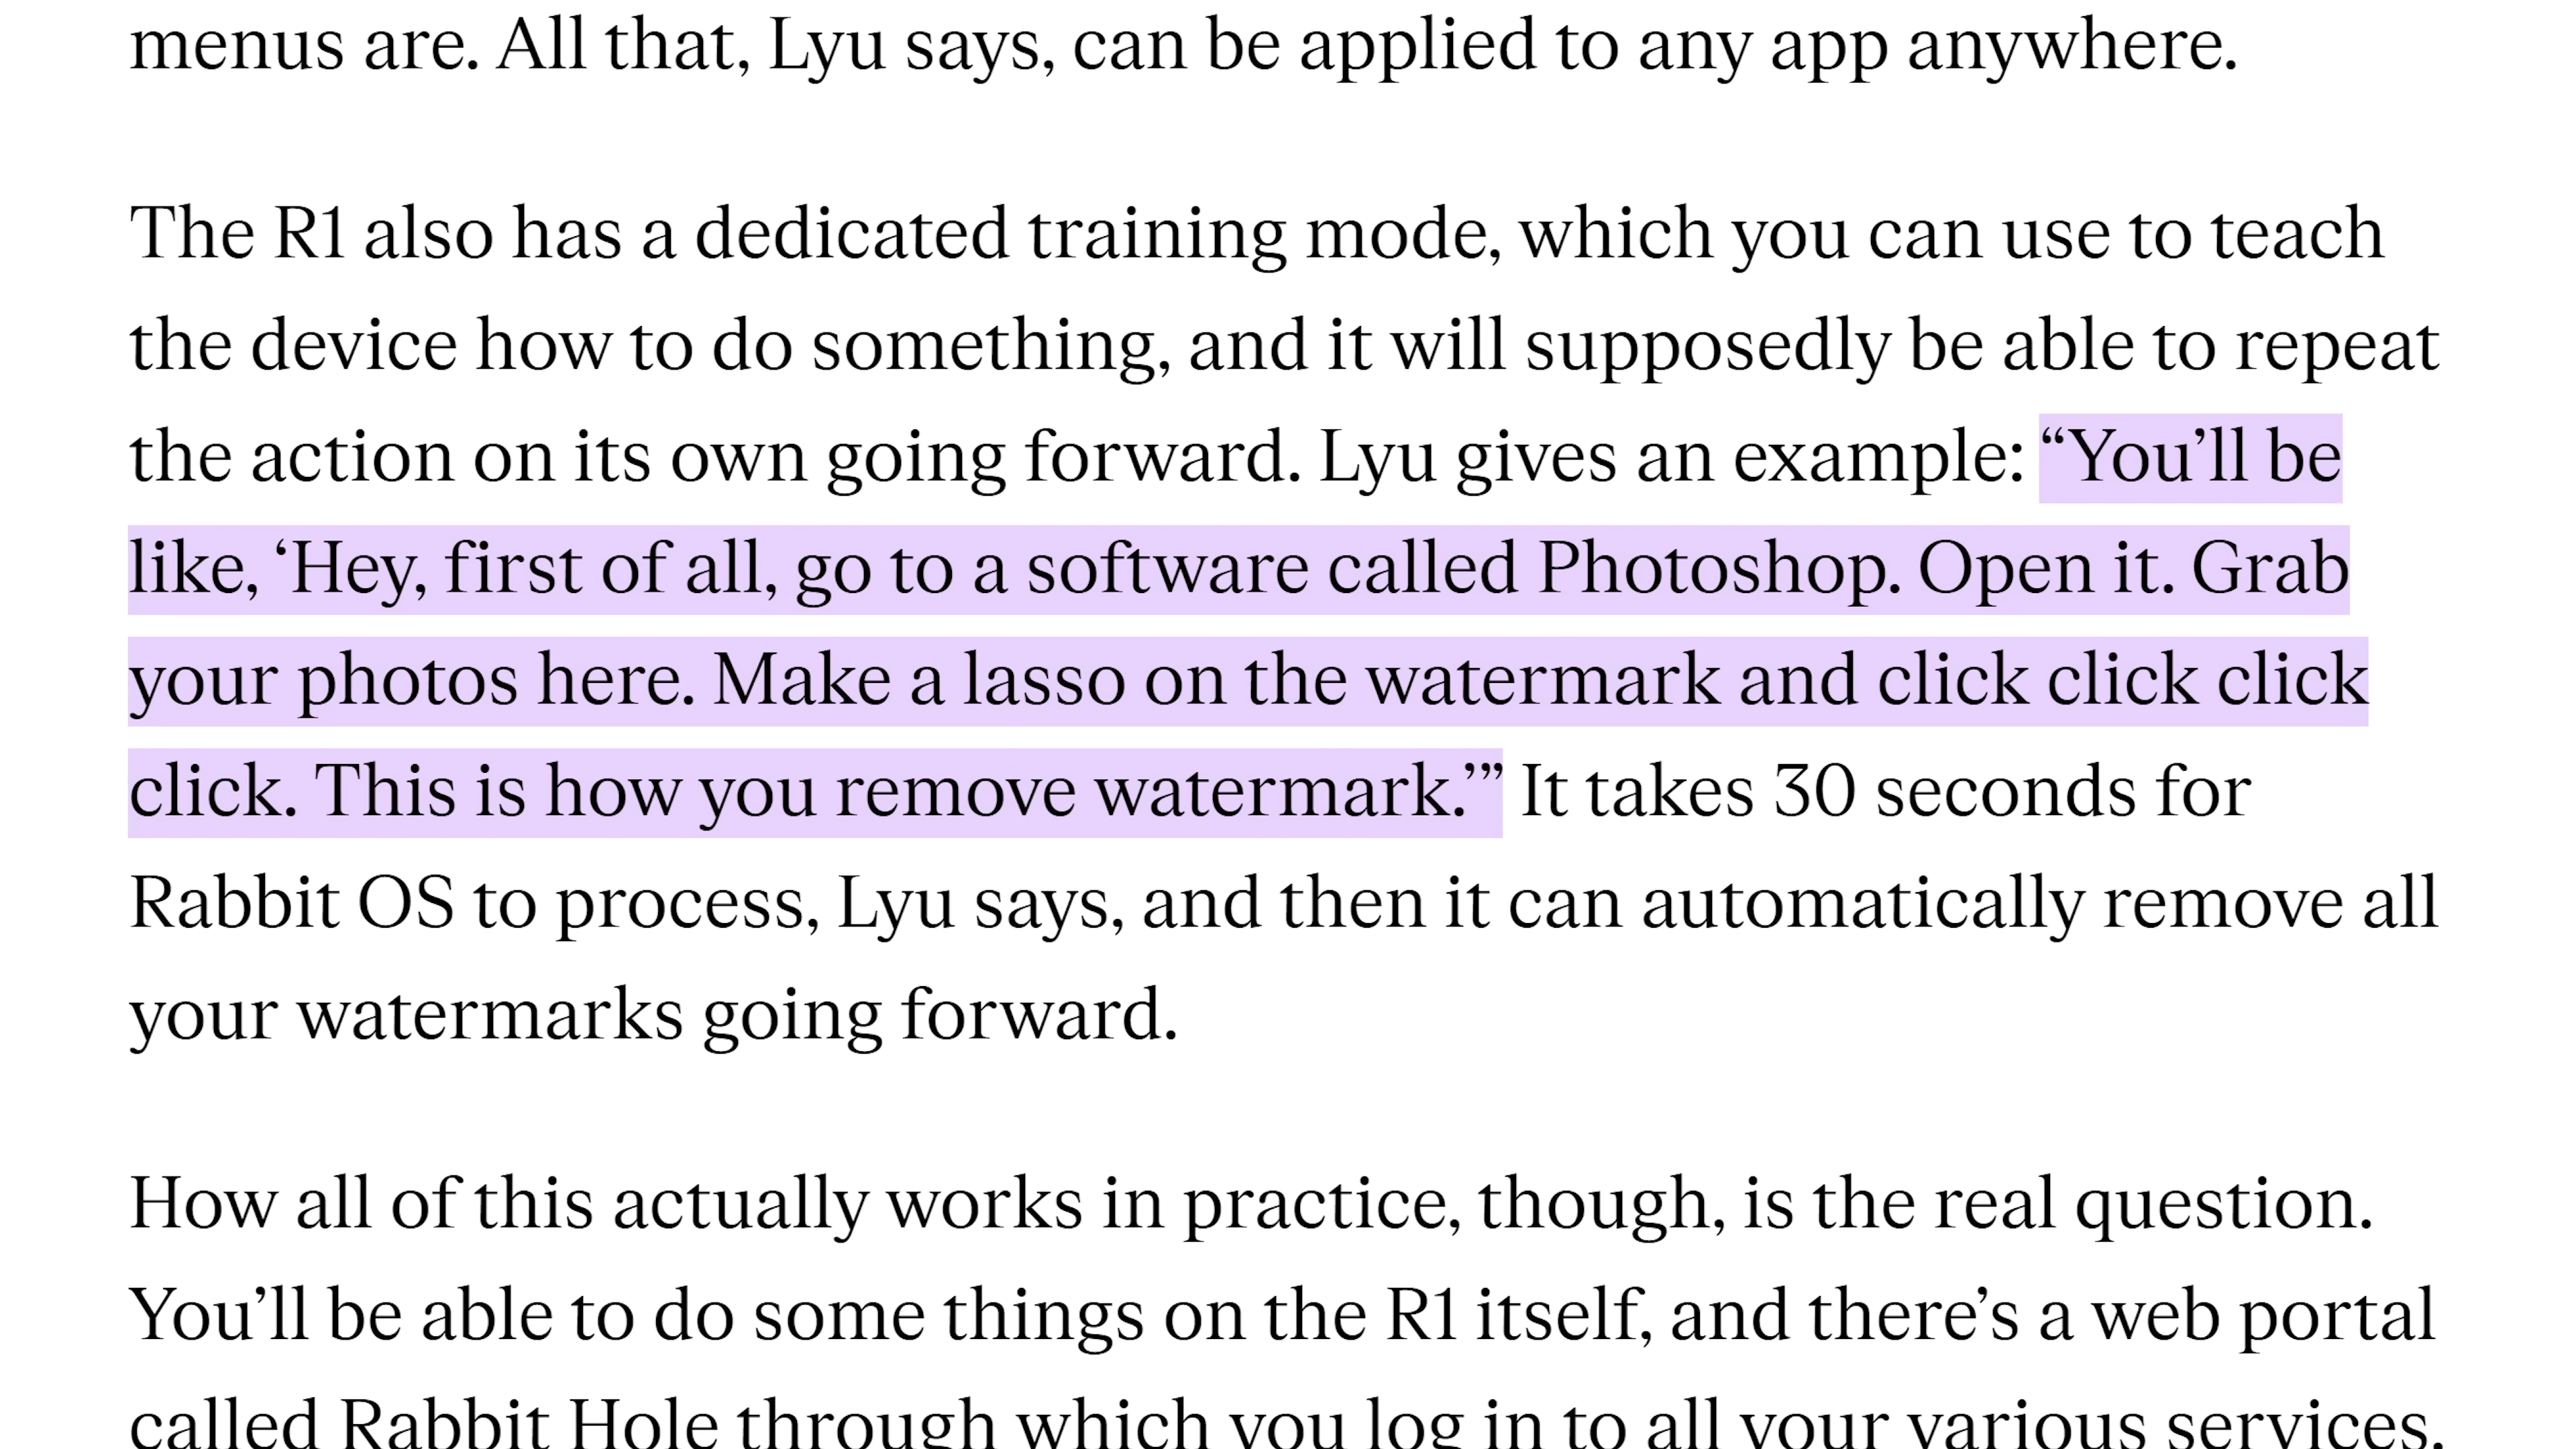 menus are. All that, Lyu says, can be applied to any app anywhere.
The R1 also has a dedicated training mode, which you can use to teach
the device how to do something, and it will supposedly be able to repeat
the action on its own going forward. Lyu gives an example: “You’ll be
like, ‘Hey, first of all, go to a software called Photoshop. Open it. Grab
your photos here. Make a lasso on the watermark and click click click
click. This is how you remove watermark.’” It takes 30 seconds for
Rabbit OS to process, Lyu says, and then it can automatically remove all
your watermarks going forward.
How all of this actually works in practice, though, is the real question.
You’ll be able to do some things on the R1 itself, and there’s a web portal
called Rabbit Hole through which you log in to all your various services.